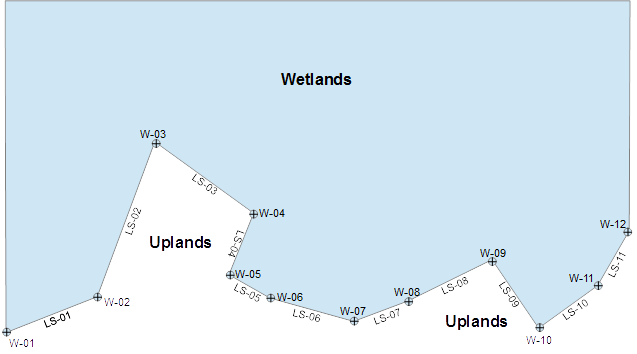 Wetlands
W-03
LS-03
LS-02
W-04
W-12
Uplands
LS-04
W-09
LS-11
W-05
LS-05
LS-08
W-11
W-02
W-06
W-08
LS-09
LS-10
LS-01
LS-06
LS-07
W-07
Uplands
W-01
W-10